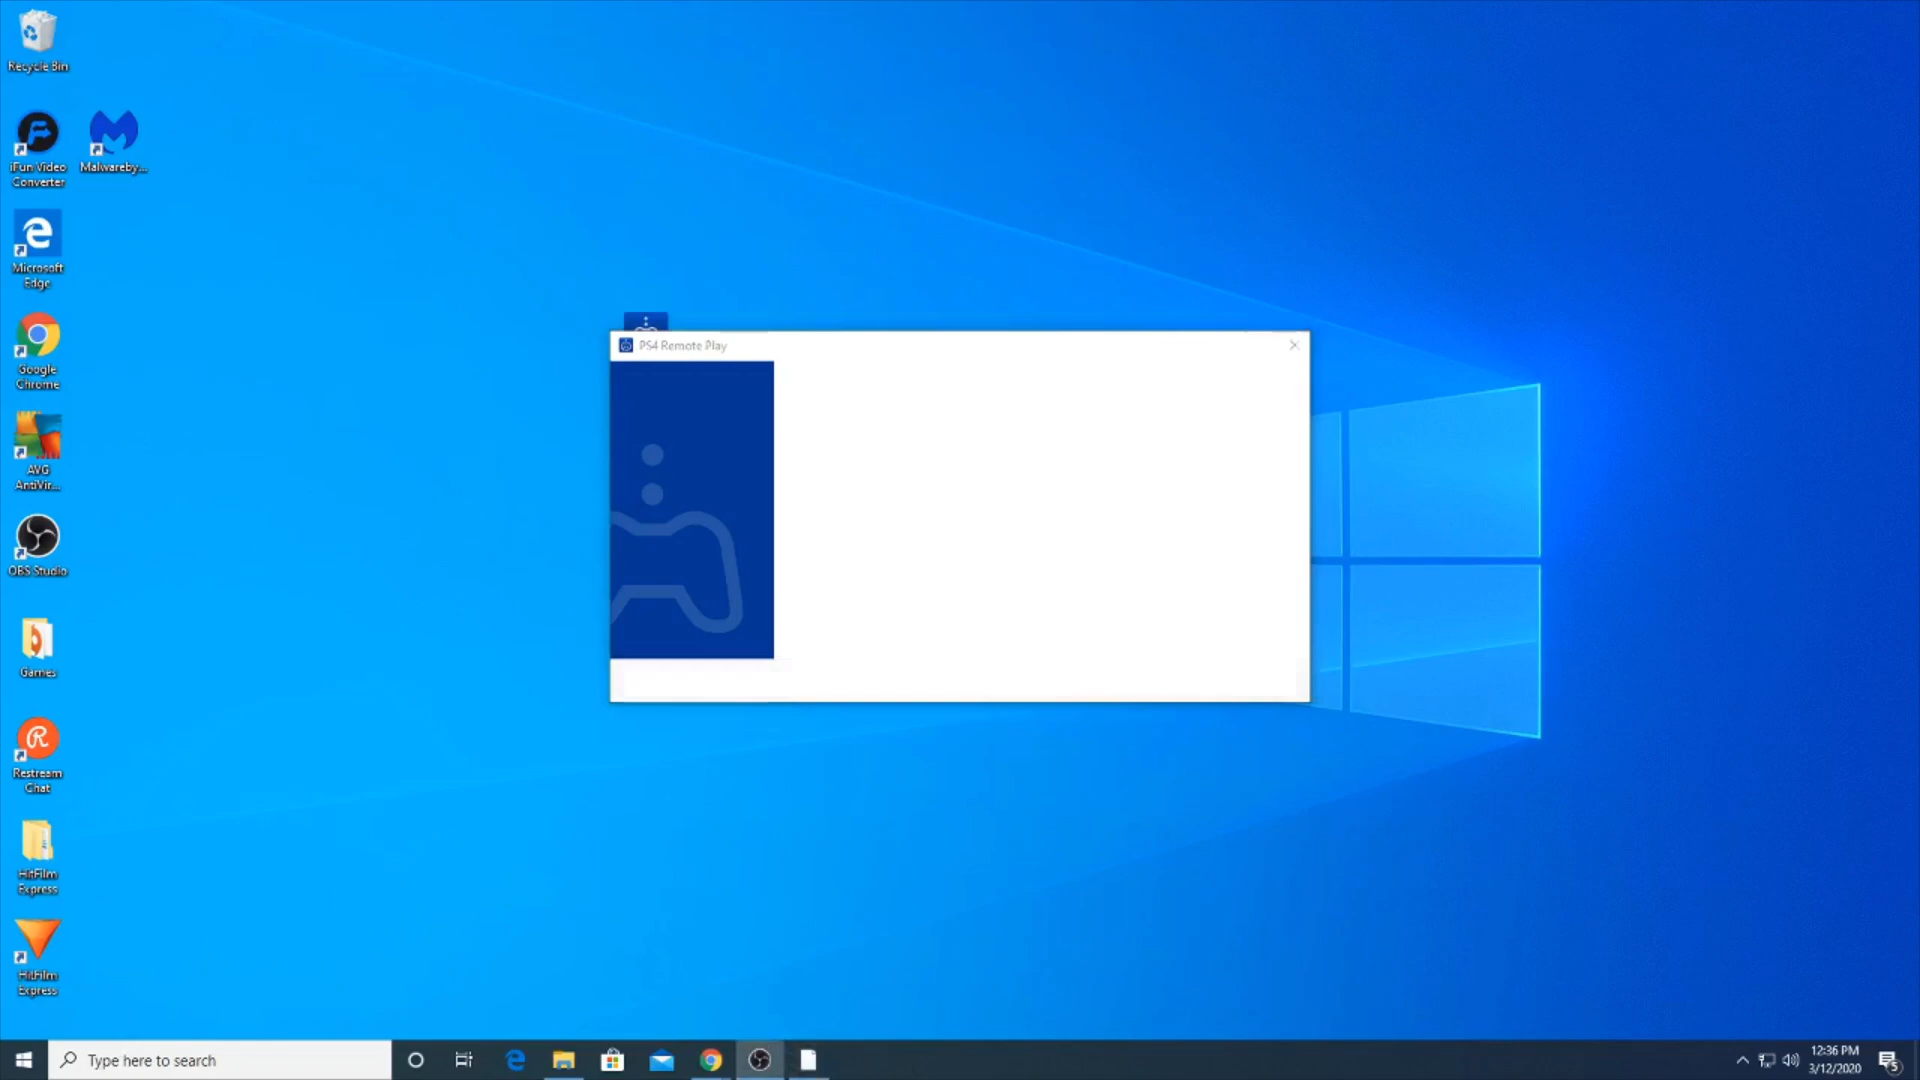 Recycle Bin
iFun Video
Converter
Malwareby...
Microsoft
Edge
Google
Chrome
AVG
AntiVir...
OBS Studio
Games
Restream
Chat
HitFilm
Express
HitFilm
Express
PS4 Remote Play
Type here to search
12:36 PM
3/12/2020
5